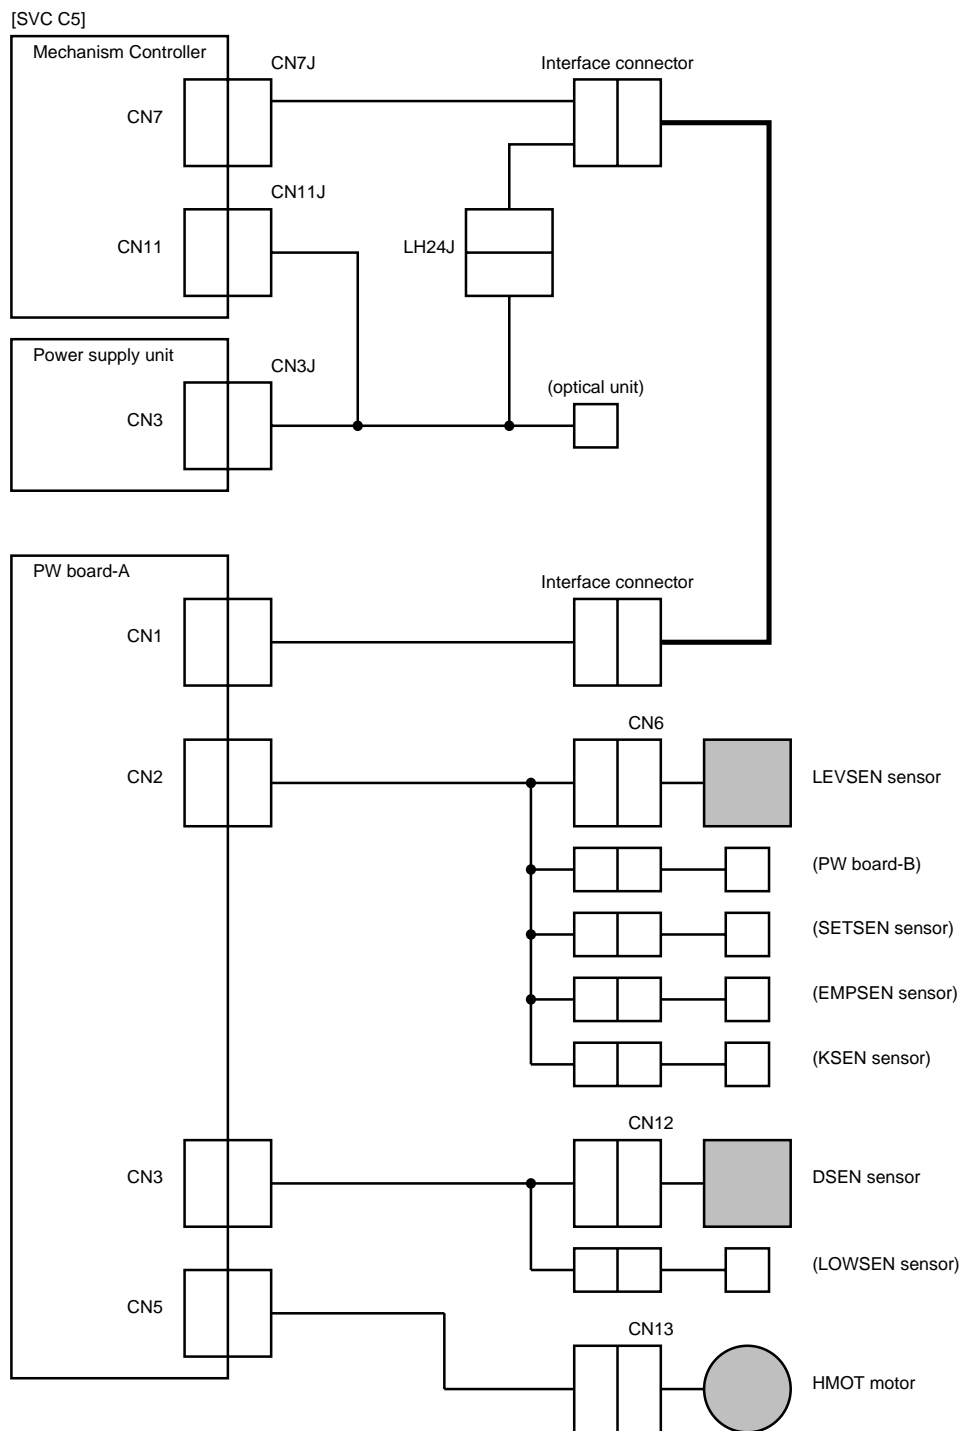 [SVC C5]
Mechanism Controller
CN7J
Interface connector
CN7
CN11J
CN11
LH24J
Power supply unit
CN3J
(optical unit)
CN3
PW board-A
Interface connector
CN1
CN6
CN2
LEVSEN sensor
(PW board-B)
(SETSEN sensor)
(EMPSEN sensor)
(KSEN sensor)
CN12
CN3
DSEN sensor
(LOWSEN sensor)
CN5
CN13
HMOT motor